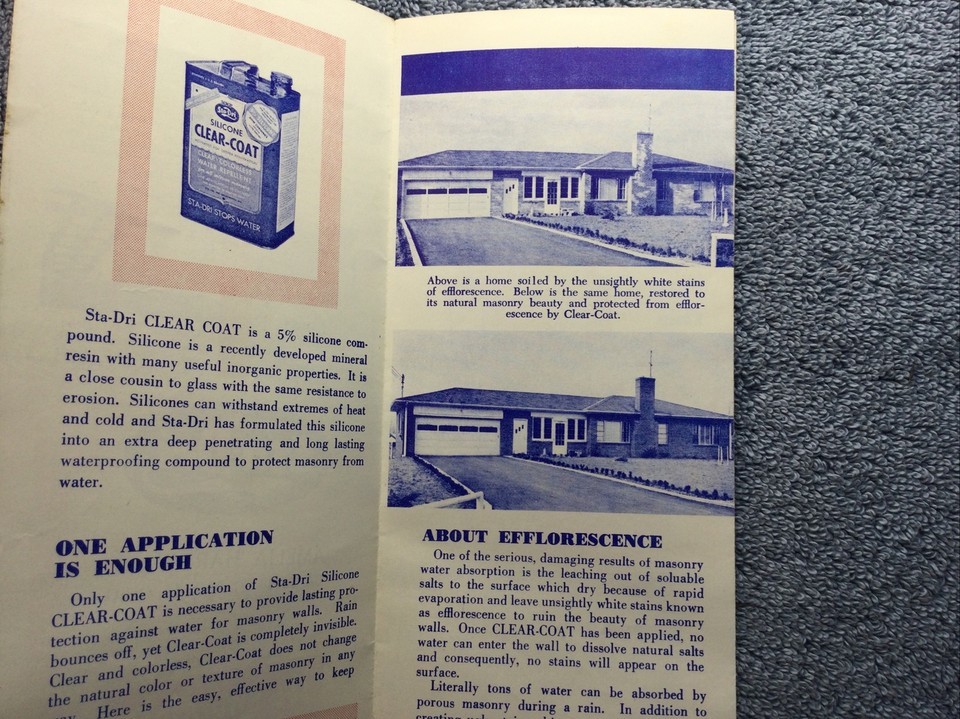 Sta-Dri
SILICONE
CLEAR-COAT
CLEAR COLORLESS
WATER REPELLENT
STA-DRI STOPS WATER
Sta-Dri CLEAR COAT is a 5% silicone com-
pound. Silicone is a recently developed mineral
resin with many useful inorganic properties. It is
a close cousin to glass with the same resistance to
erosion. Silicones can withstand extremes of heat
and cold and Sta-Dri has formulated this silicone
into an extra deep penetrating and long lasting
waterproofing compound to protect masonry from
water.
ONE APPLICATION
IS ENOUGH
Only one application of Sta-Dri Silicone
CLEAR-COAT is necessary to provide lasting pro-
tection against water for masonry walls. Rain
bounces off, yet Clear-Coat is completely invisible.
Clear and colorless, Clear-Coat does not change
the natural color or texture of masonry in any
way. Here is the easy, effective way to keep
Above is a home soiled by the unsightly white stains
of efflorescence. Below is the same home, restored to
its natural masonry beauty and protected from efflor-
escence by Clear-Coat.
ABOUT EFFLORESCENCE
One of the serious, damaging results of masonry
water absorption is the leaching out of soluable
salts to the surface which dry because of rapid
evaporation and leave unsightly white stains known
as efflorescence to ruin the beauty of masonry
walls. Once CLEAR-COAT has been applied, no
water can enter the wall to dissolve natural salts
and consequently, no stains will appear on the
surface.
Literally tons of water can be absorbed by
porous masonry during a rain. In addition to